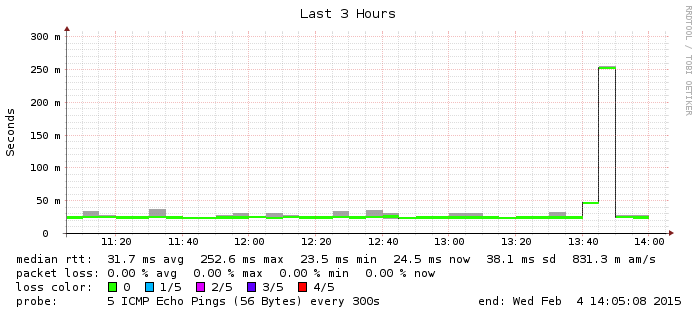 Last 3 Hours
RRDTOOL / TOBI OETIKER
Seconds
300 m
250 m
200 m
150 m
100 m
50 m
0
11:20 11:40 12:00 12:20 12:40 13:00 13:20 13:40 14:00
median rtt: 31.7 ms avg 252.6 ms max 23.5 ms min 24.5 ms now 38.1 ms sd 831.3 m am/s
packet loss: 0.00 % avg 0.00 % max 0.00 % min 0.00 % now
loss color: 0 1/5 2/5 3/5 4/5
probe: 5 ICMP Echo Pings (56 Bytes) every 300s end: Wed Feb 4 14:05:08 2015